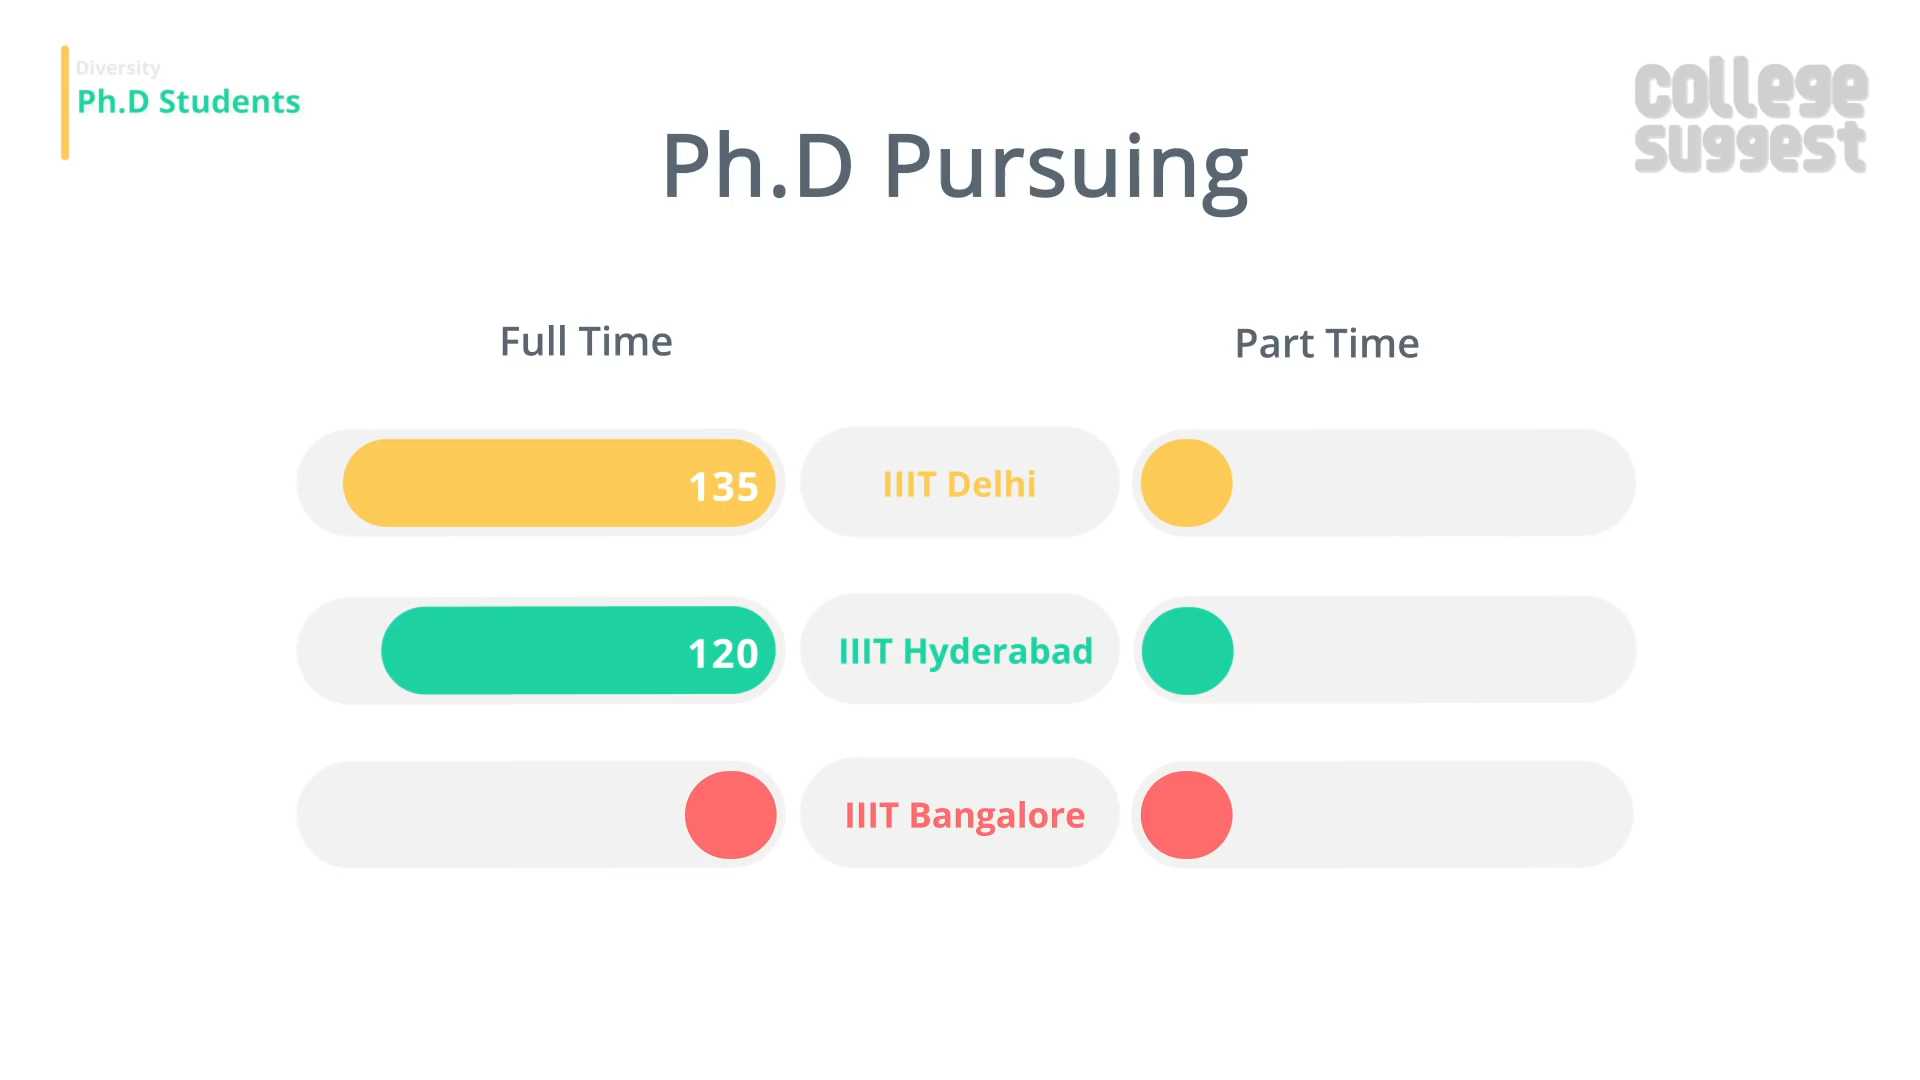 Diversity
Ph.D Students
college
suggest
Ph.D Pursuing
Full Time
Part Time
135
IIIT Delhi
120
IIIT Hyderabad
IIIT Bangalore